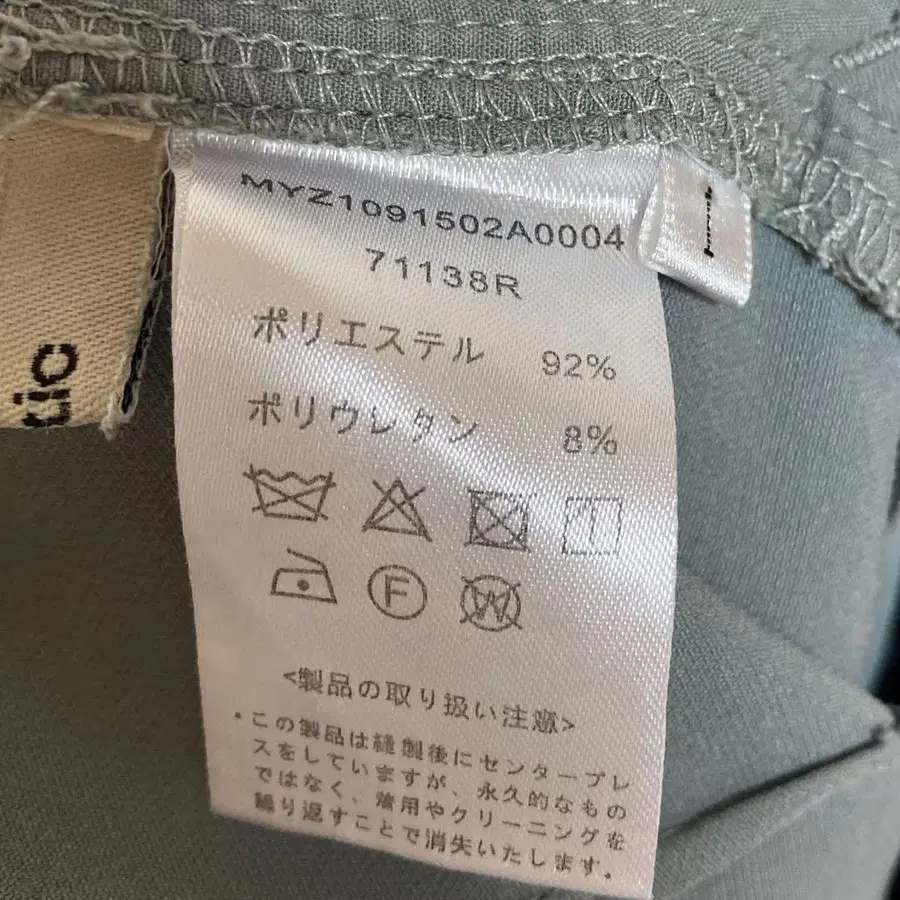 MYZ1091502A0004
71138R
ポリエステル 92%
ポリウレタン 8%
F
W
<製品の取り扱い注意>
・この製品は縫製後にセンタープレ
スをしていますが、永久的なもの
ではなく、着用やクリーニングを
繰り返すことで消失いたします。
tic